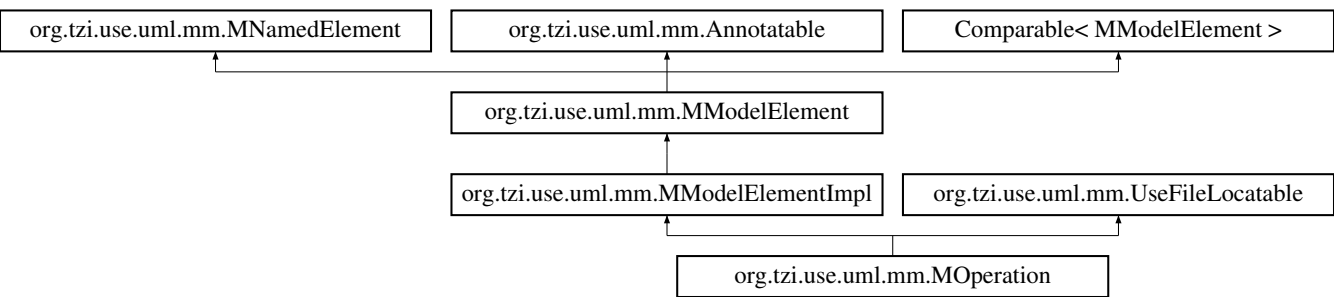 org.tzi.use.uml.mm.MNamedElement
org.tzi.use.uml.mm.Annotatable
Comparable< MModelElement >
org.tzi.use.uml.mm.MModelElement
org.tzi.use.uml.mm.MModelElementImpl
org.tzi.use.uml.mm.UseFileLocatable
org.tzi.use.uml.mm.MOperation